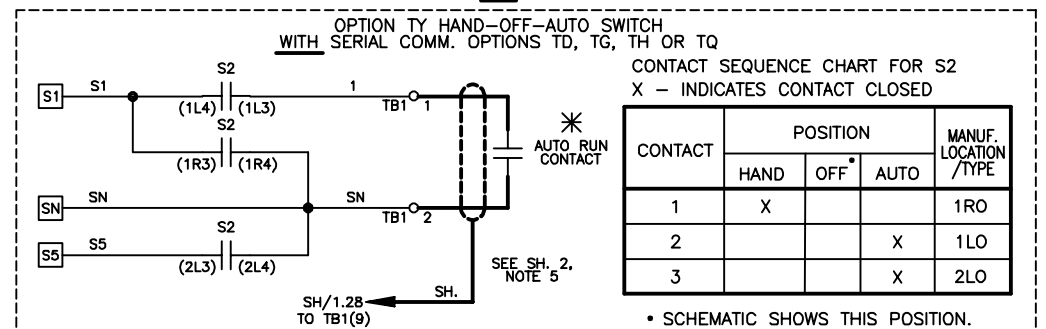 OPTION TY HAND-OFF-AUTO SWITCH
WITH SERIAL COMM. OPTIONS TD, TG, TH OR TQ
S1
S1
S2
(1L4)
(1L3)
1
TB1
1
S2
(1R3)
(1R4)
AUTO RUN
CONTACT
SN
SN
SN
TB1
2
S5
S5
S2
(2L3)
(2L4)
SEE SH. 2,
NOTE 5
SH.
SH/1.28
TO TB1(9)
CONTACT SEQUENCE CHART FOR S2
X – INDICATES CONTACT CLOSED
CONTACT POSITION MANUF. LOCATION /TYPE
HAND OFF• AUTO
1 X 1RO
2 X 1LO
3 X 2LO
• SCHEMATIC SHOWS THIS POSITION.